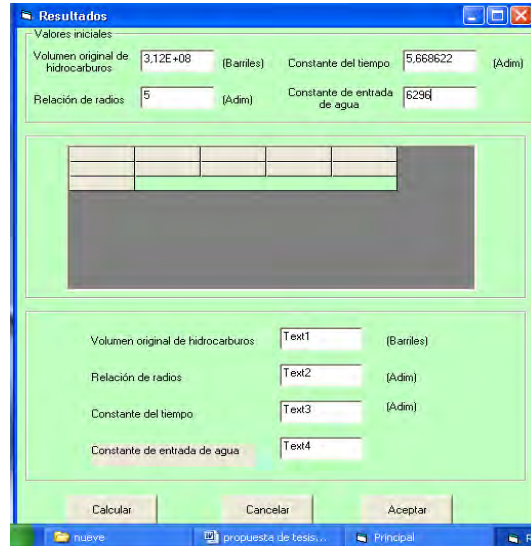 Resultados
Valores iniciales
Volumen original de hidrocarburos 3,12E+08 (Barriles) Constante del tiempo 5,668622 (Adim)
Relación de radios 5 (Adim) Constante de entrada de agua 6296
Volumen original de hidrocarburos Text1 (Barriles)
Relación de radios Text2 (Adim)
Constante del tiempo Text3 (Adim)
Constante de entrada de agua Text4
Calcular Cancelar Aceptar
nueve propuesta de tesis... Principal